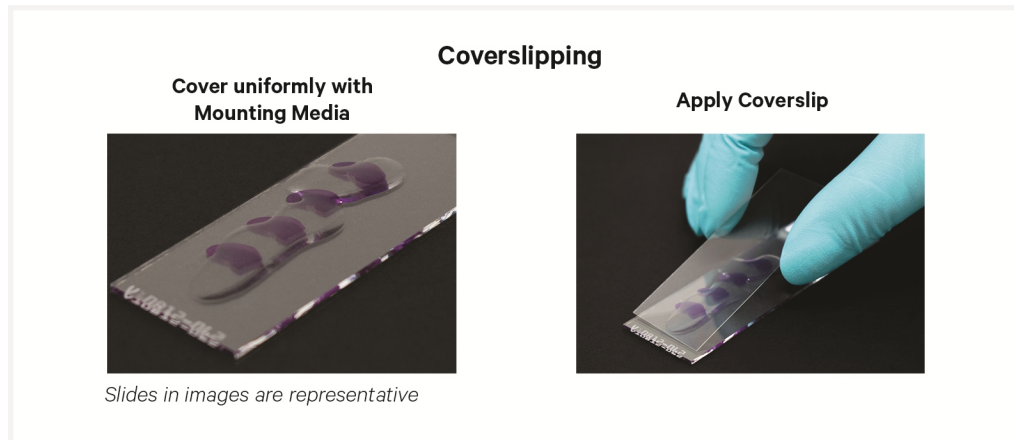 Coverslipping
Cover uniformly with
Mounting Media
Apply Coverslip
Slides in images are representative